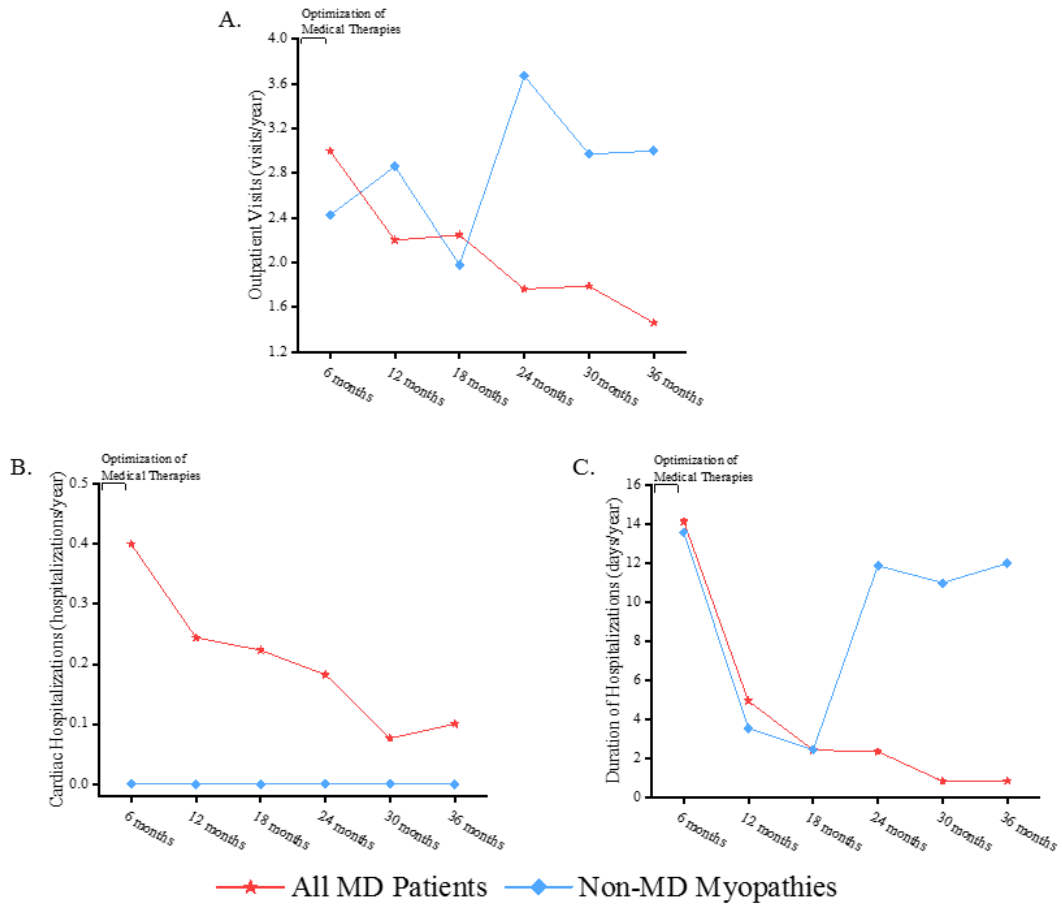 A.
Optimization of
Medical Therapies
Outpatient Visits (visits/year)
4.0
3.6
3.2
2.8
2.4
2.0
1.6
1.2
6 months
12 months
18 months
24 months
30 months
36 months
B.
Optimization of
Medical Therapies
Cardiac Hospitalizations (hospitalizations/year)
0.5
0.4
0.3
0.2
0.1
0.0
6 months
12 months
18 months
24 months
30 months
36 months
C.
Optimization of
Medical Therapies
Duration of Hospitalizations (days/year)
16
14
12
10
8
6
4
2
0
6 months
12 months
18 months
24 months
30 months
36 months
All MD Patients
Non-MD Myopathies